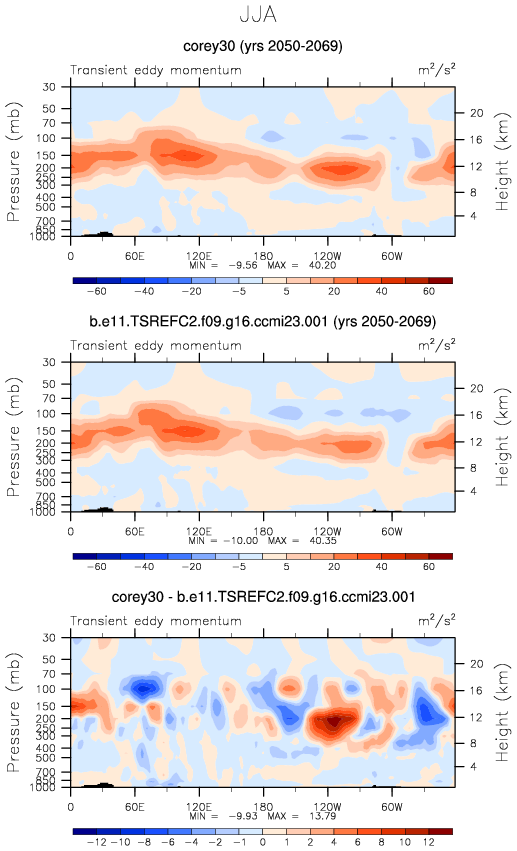 JJA
corey30 (yrs 2050-2069)
Transient eddy momentum m²/s²
30
50
70
100
150
200
250
300
400
500
700
850
1000
Pressure (mb)
20
16
12
8
4
Height (km)
0 60E 120E 180 120W 60W
MIN = -9.56 MAX = 40.20
-60 -40 -20 -5 5 20 40 60
b.e11.TSREFC2.f09.g16.ccmi23.001 (yrs 2050-2069)
Transient eddy momentum m²/s²
30
50
70
100
150
200
250
300
400
500
700
850
1000
Pressure (mb)
20
16
12
8
4
Height (km)
0 60E 120E 180 120W 60W
MIN = -10.00 MAX = 40.35
-60 -40 -20 -5 5 20 40 60
corey30 - b.e11.TSREFC2.f09.g16.ccmi23.001
Transient eddy momentum m²/s²
30
50
70
100
150
200
250
300
400
500
700
850
1000
Pressure (mb)
20
16
12
8
4
Height (km)
0 60E 120E 180 120W 60W
MIN = -9.93 MAX = 13.79
-12 -10 -8 -6 -4 -2 -1 0 1 2 4 6 8 10 12